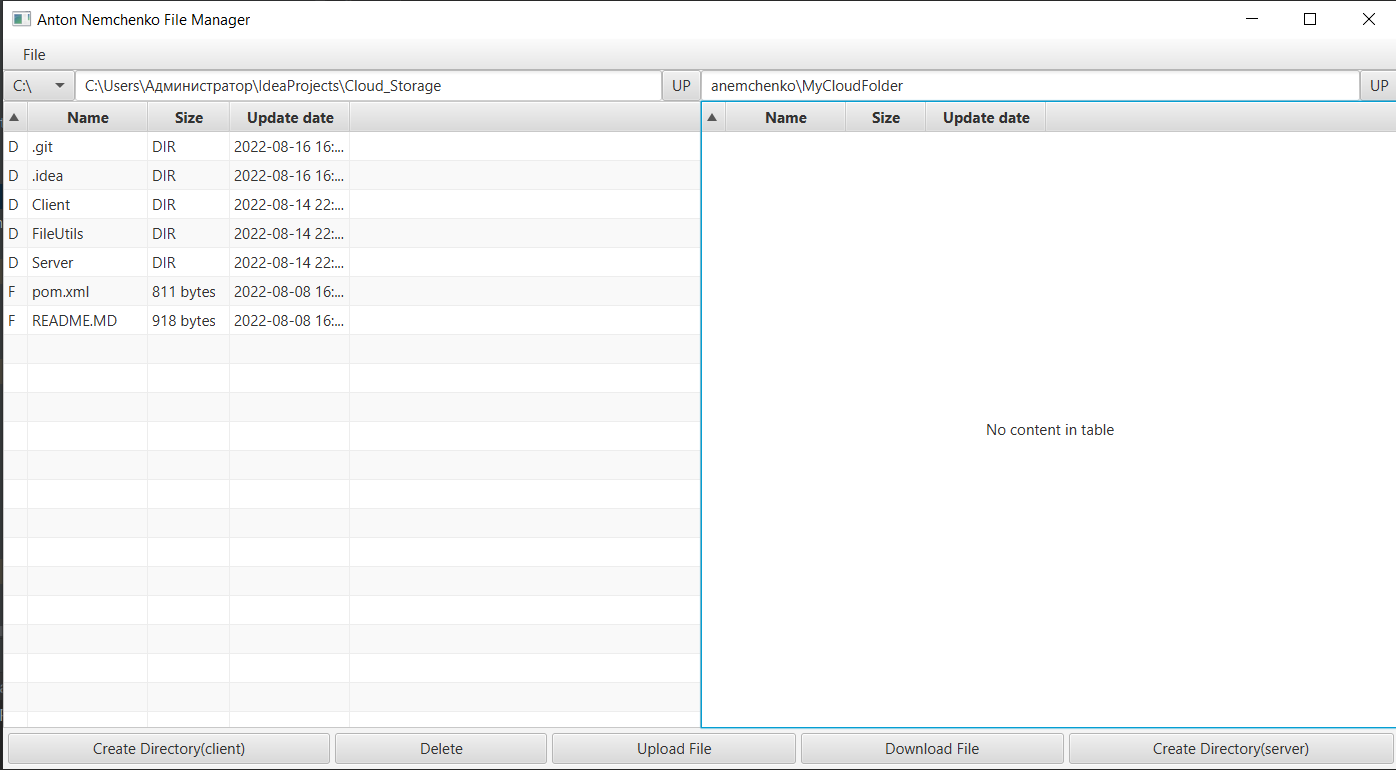 Anton Nemchenko File Manager
File
C:\ C:\Users\Администратор\IdeaProjects\Cloud_Storage UP anemchenko\MyCloudFolder UP
Name Size Update date Name Size Update date
D .git DIR 2022-08-16 16:...
D .idea DIR 2022-08-16 16:...
D Client DIR 2022-08-14 22:...
D FileUtils DIR 2022-08-14 22:...
D Server DIR 2022-08-14 22:...
F pom.xml 811 bytes 2022-08-08 16:...
F README.MD 918 bytes 2022-08-08 16:...
No content in table
Create Directory(client) Delete Upload File Download File Create Directory(server)